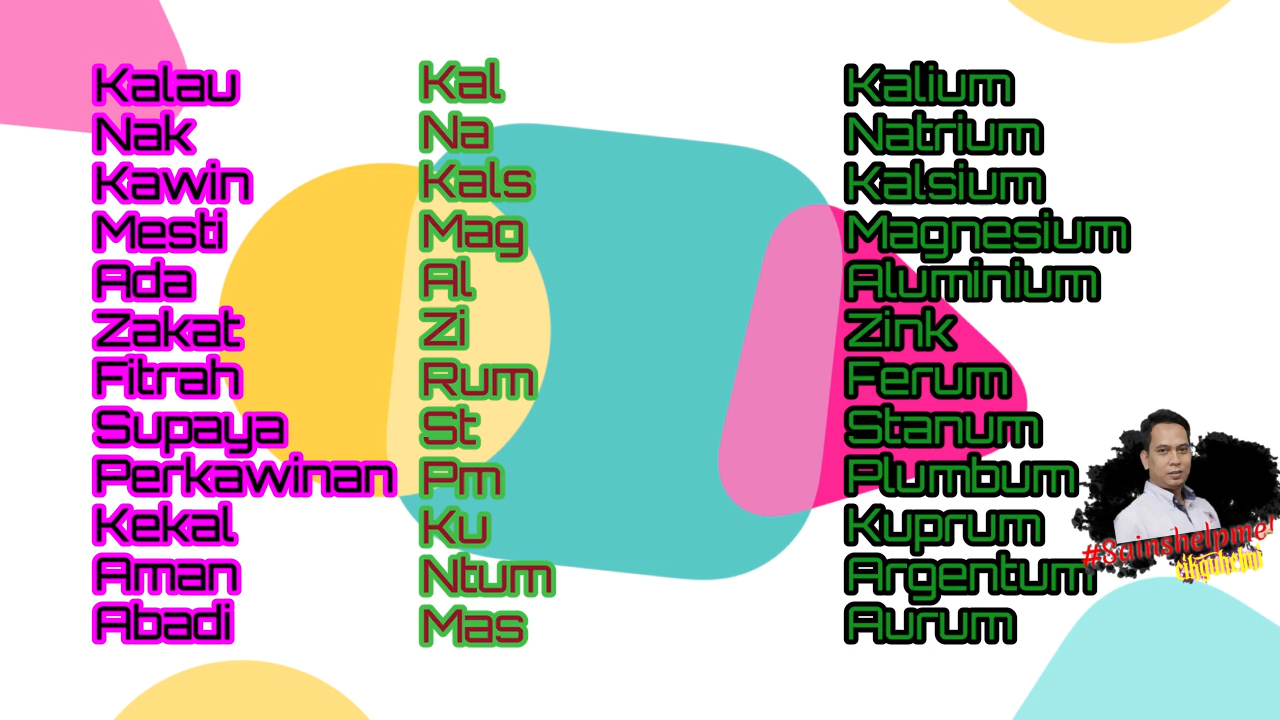 Kalau
Nak
Kawin
Mesti
Ada
Zakat
Fitrah
Supaya
Perkawinan
Kekal
Aman
Abadi
Kal
Na
Kals
Mag
Al
Zi
Rum
St
Pm
Ku
Ntum
Mas
Kalium
Natrium
Kalsium
Magnesium
Aluminium
Zink
Ferum
Stanum
Plumbum
Kuprum
Argentum
Aurum
#Sainshelpme!